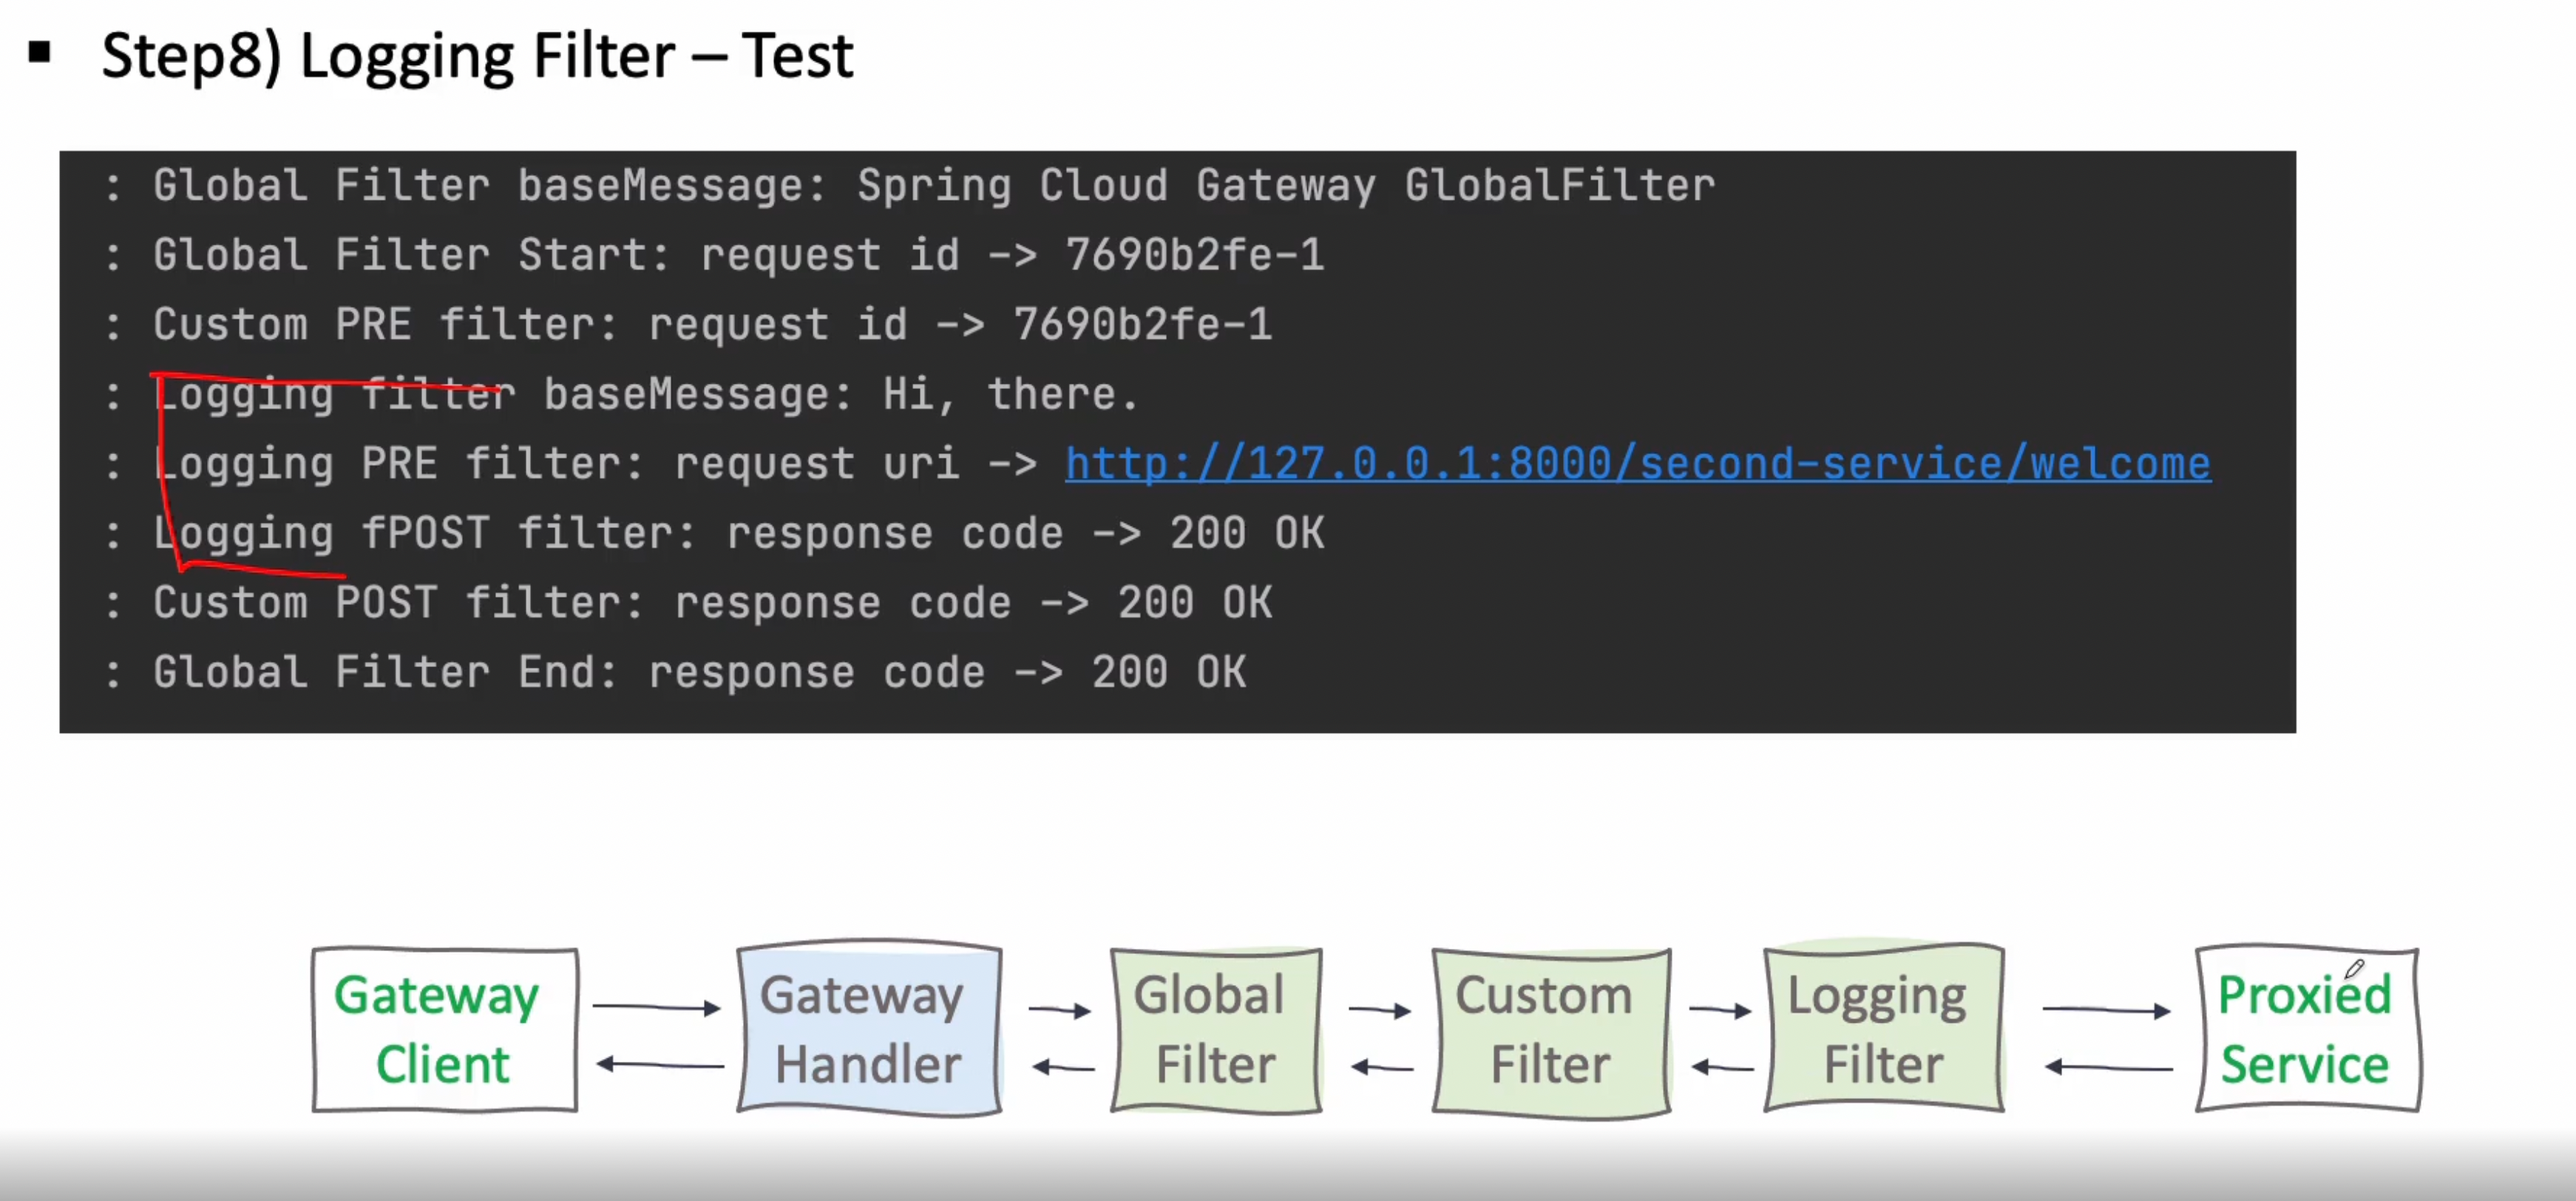 ▪ Step8) Logging Filter – Test
: Global Filter baseMessage: Spring Cloud Gateway GlobalFilter
: Global Filter Start: request id -> 7690b2fe-1
: Custom PRE filter: request id -> 7690b2fe-1
: Logging filter baseMessage: Hi, there.
: Logging PRE filter: request uri -> http://127.0.0.1:8000/second-service/welcome
: Logging fPOST filter: response code -> 200 OK
: Custom POST filter: response code -> 200 OK
: Global Filter End: response code -> 200 OK
Gateway
Client
Gateway
Handler
Global
Filter
Custom
Filter
Logging
Filter
Proxied
Service